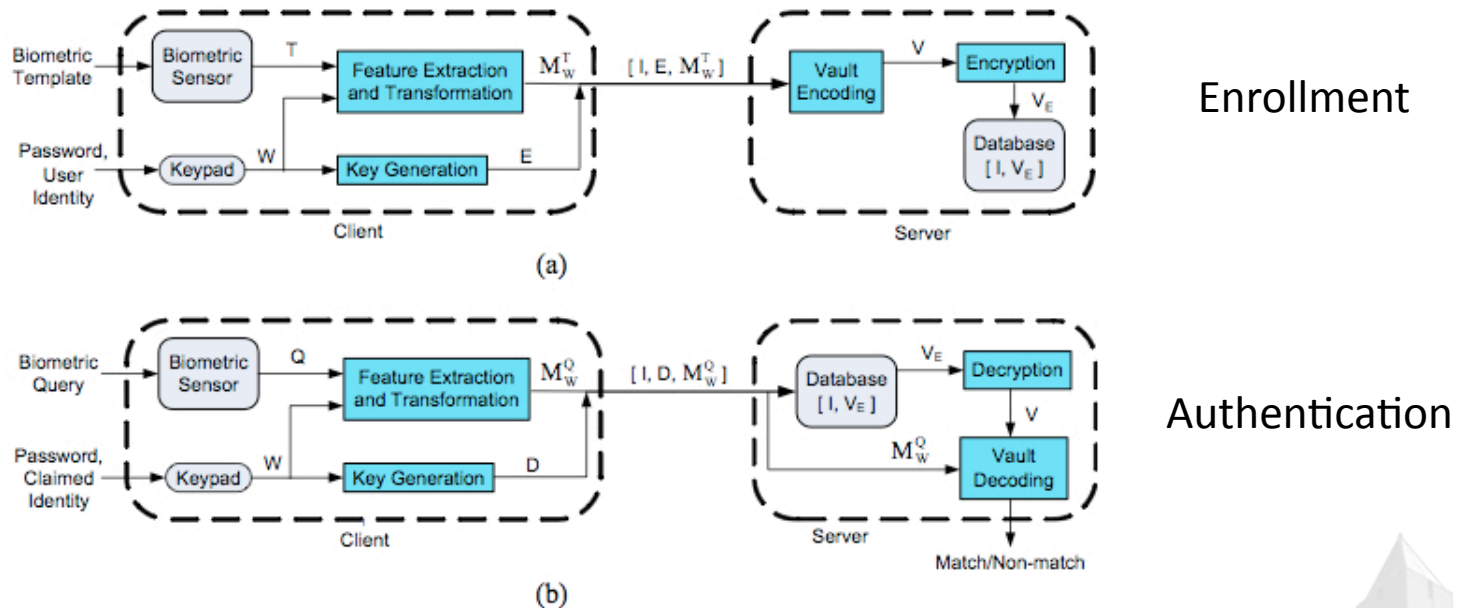 Biometric
Template
Biometric
Sensor
T
Feature Extraction
and Transformation
M_W^T
[ I, E, M_W^T ]
Vault
Encoding
V
Encryption
V_E
Database
[ I, V_E ]
Enrollment
Password,
User
Identity
Keypad
W
Key Generation
E
Client
Server
(a)
Biometric
Query
Biometric
Sensor
Q
Feature Extraction
and Transformation
M_W^Q
[ I, D, M_W^Q ]
Database
[ I, V_E ]
V_E
Decryption
V
M_W^Q
Vault
Decoding
Authentication
Password,
Claimed
Identity
Keypad
W
Key Generation
D
Client
Server
Match/Non-match
(b)